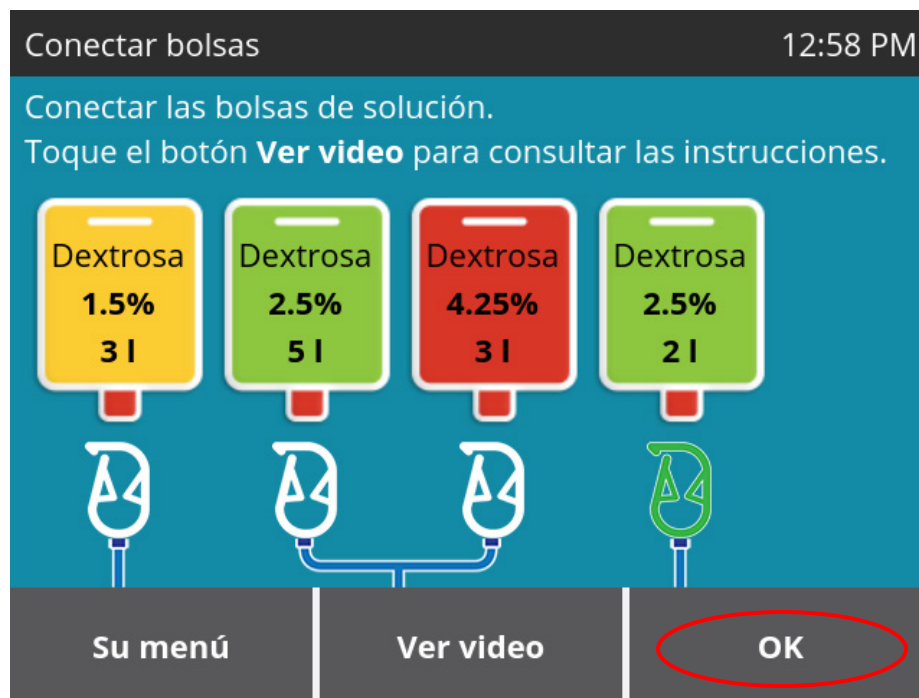 Conectar bolsas 12:58 PM
Conectar las bolsas de solución.
Toque el botón Ver video para consultar las instrucciones.
Dextrosa
1.5%
3 l
Dextrosa
2.5%
5 l
Dextrosa
4.25%
3 l
Dextrosa
2.5%
2 l
Su menú
Ver video
OK